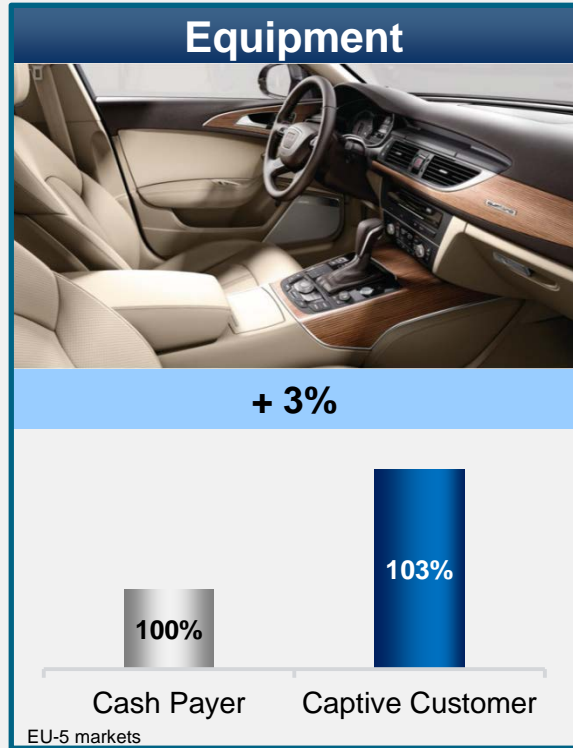 Equipment
+ 3%
103%
100%
Cash Payer
Captive Customer
EU-5 markets